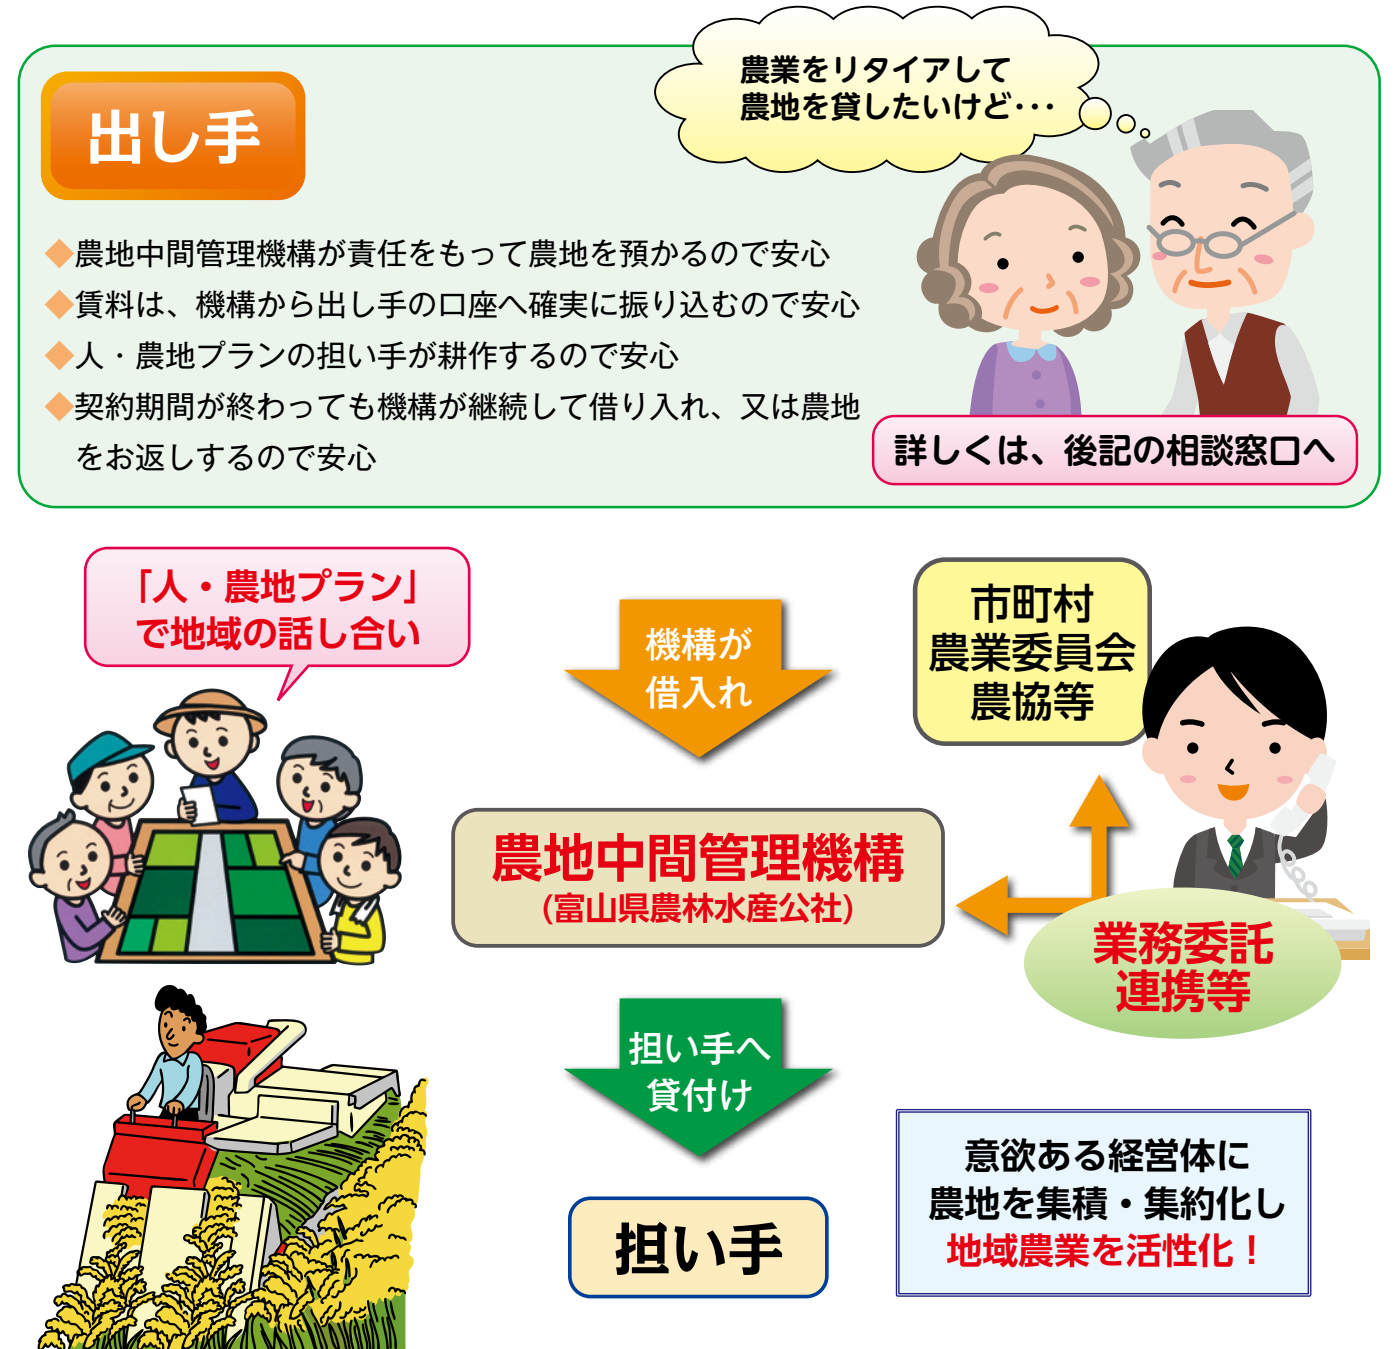 農業をリタイアして
農地を貸したいけど･･･
出し手
◆農地中間管理機構が責任をもって農地を預かるので安心
◆賃料は、機構から出し手の口座へ確実に振り込むので安心
◆人・農地プランの担い手が耕作するので安心
◆契約期間が終わっても機構が継続して借り入れ、又は農地
をお返しするので安心
詳しくは、後記の相談窓口へ
「人・農地プラン」
で地域の話し合い
機構が
借入れ
市町村
農業委員会
農協等
農地中間管理機構
(富山県農林水産公社)
業務委託
連携等
担い手へ
貸付け
担い手
意欲ある経営体に
農地を集積・集約化し
地域農業を活性化！